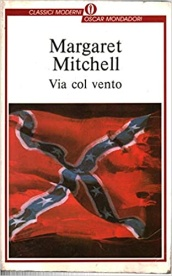 CLASSICI MODERNI OSCAR MONDADORI
Margaret
Mitchell
Via col vento